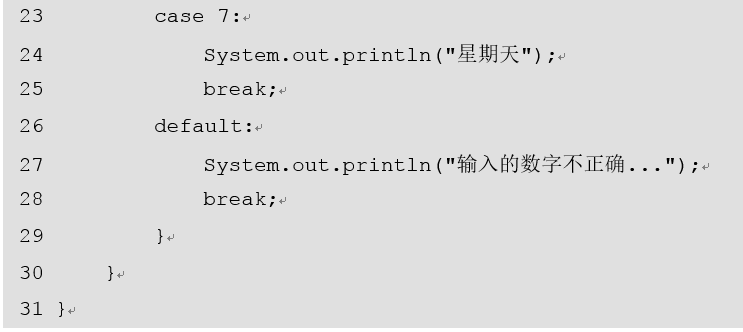 23        case 7:
24            System.out.println("星期天");
25            break;
26        default:
27            System.out.println("输入的数字不正确...");
28            break;
29        }
30    }
31 }